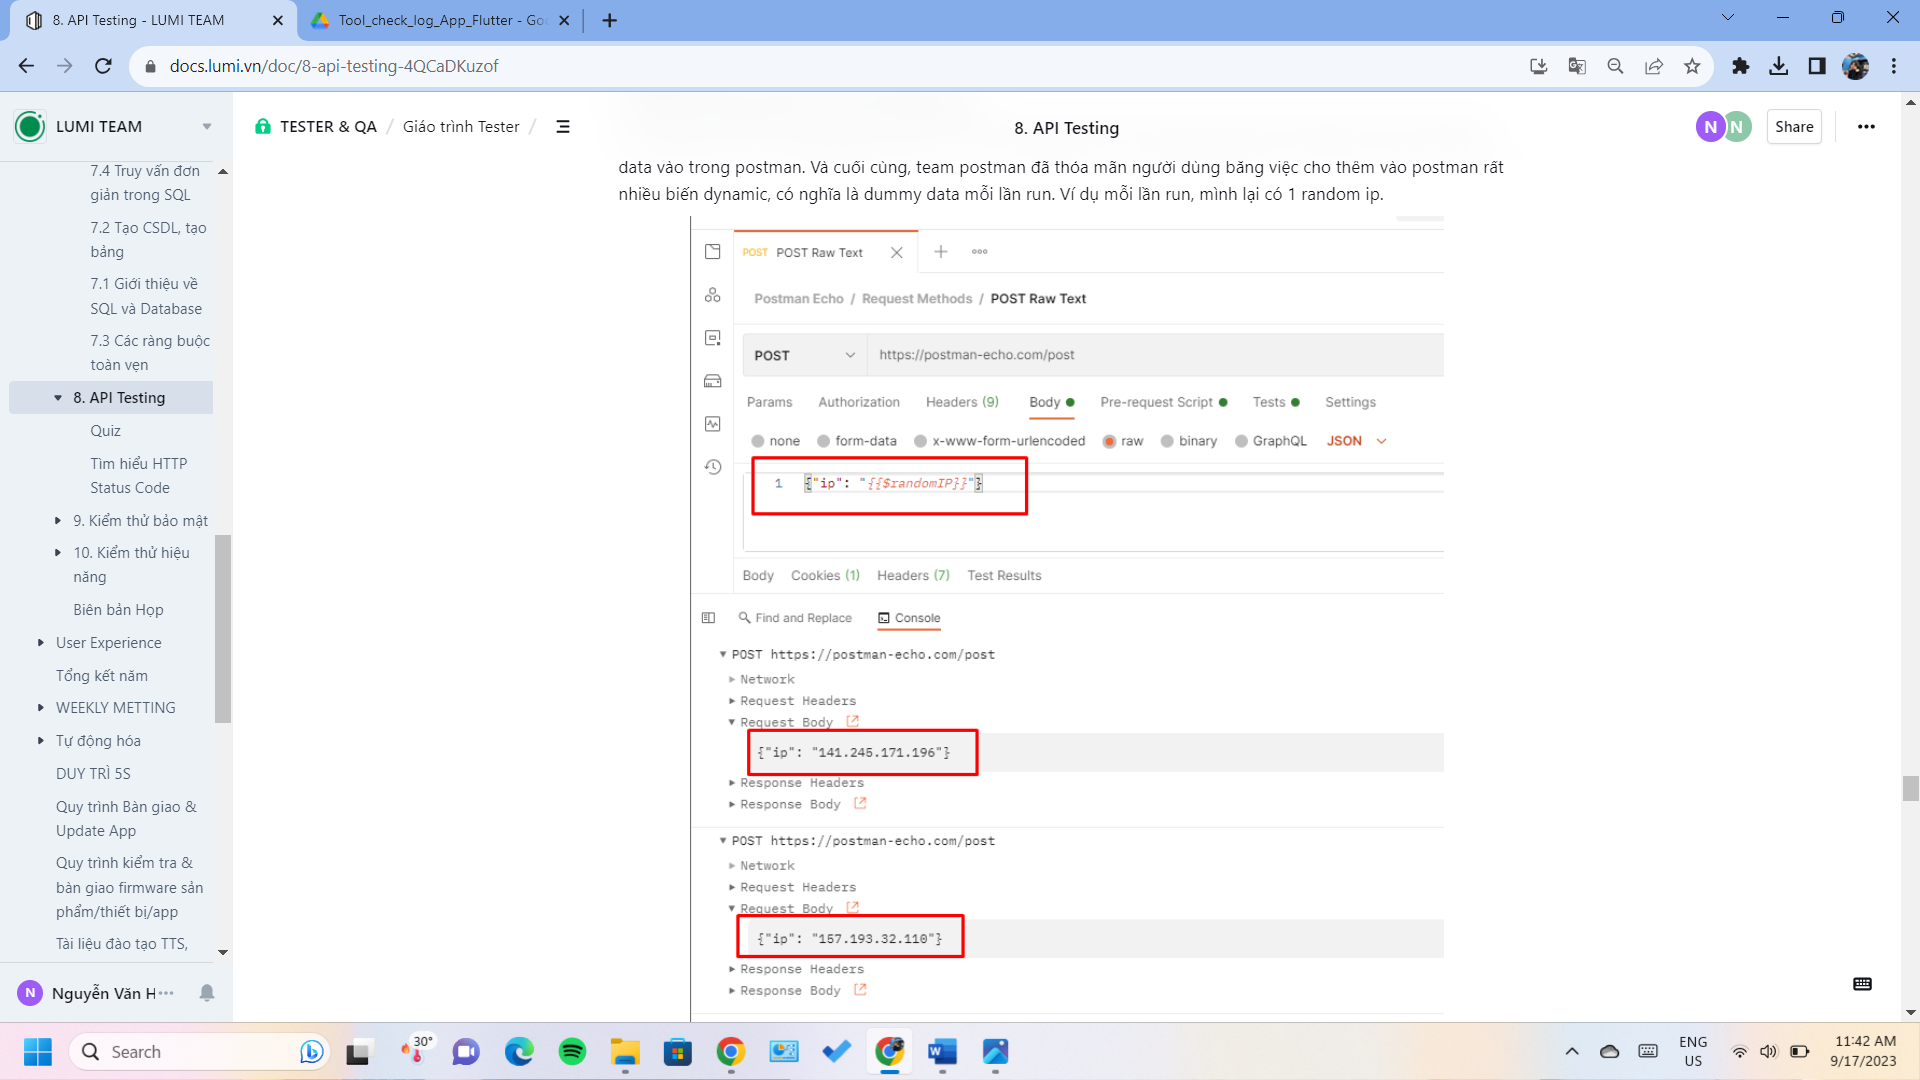 8. API Testing - LUMI TEAM
Tool_check_log_App_Flutter - Goo
docs.lumi.vn/doc/8-api-testing-4QCaDKuzof
LUMI TEAM
TESTER & QA / Giáo trình Tester /
8. API Testing
N N
Share
7.4 Truy vấn đơn
giản trong SQL
7.2 Tạo CSDL, tạo
bảng
7.1 Giới thiệu về
SQL và Database
7.3 Các ràng buộc
toàn vẹn
8. API Testing
Quiz
Tìm hiểu HTTP
Status Code
9. Kiểm thử bảo mật
10. Kiểm thử hiệu
năng
Biên bản Họp
User Experience
Tổng kết năm
WEEKLY METTING
Tự động hóa
DUY TRÌ 5S
Quy trình Bàn giao &
Update App
Quy trình kiểm tra &
bàn giao firmware sản
phẩm/thiết bị/app
Tài liệu đào tạo TTS,
N Nguyễn Văn H
data vào trong postman. Và cuối cùng, team postman đã thỏa mãn người dùng bằng việc cho thêm vào postman rất
nhiều biến dynamic, có nghĩa là dummy data mỗi lần run. Ví dụ mỗi lần run, mình lại có 1 random ip.
POST POST Raw Text
Postman Echo / Request Methods / POST Raw Text
POST https://postman-echo.com/post
Params Authorization Headers (9) Body Pre-request Script Tests Settings
none form-data x-www-form-urlencoded raw binary GraphQL JSON
1 {"ip": "{{$randomIP}}"}
Body Cookies (1) Headers (7) Test Results
Find and Replace Console
POST https://postman-echo.com/post
Network
Request Headers
Request Body
{"ip": "141.245.171.196"}
Response Headers
Response Body
POST https://postman-echo.com/post
Network
Request Headers
Request Body
{"ip": "157.193.32.110"}
Response Headers
Response Body
Search
30°
ENG
US
11:42 AM
9/17/2023